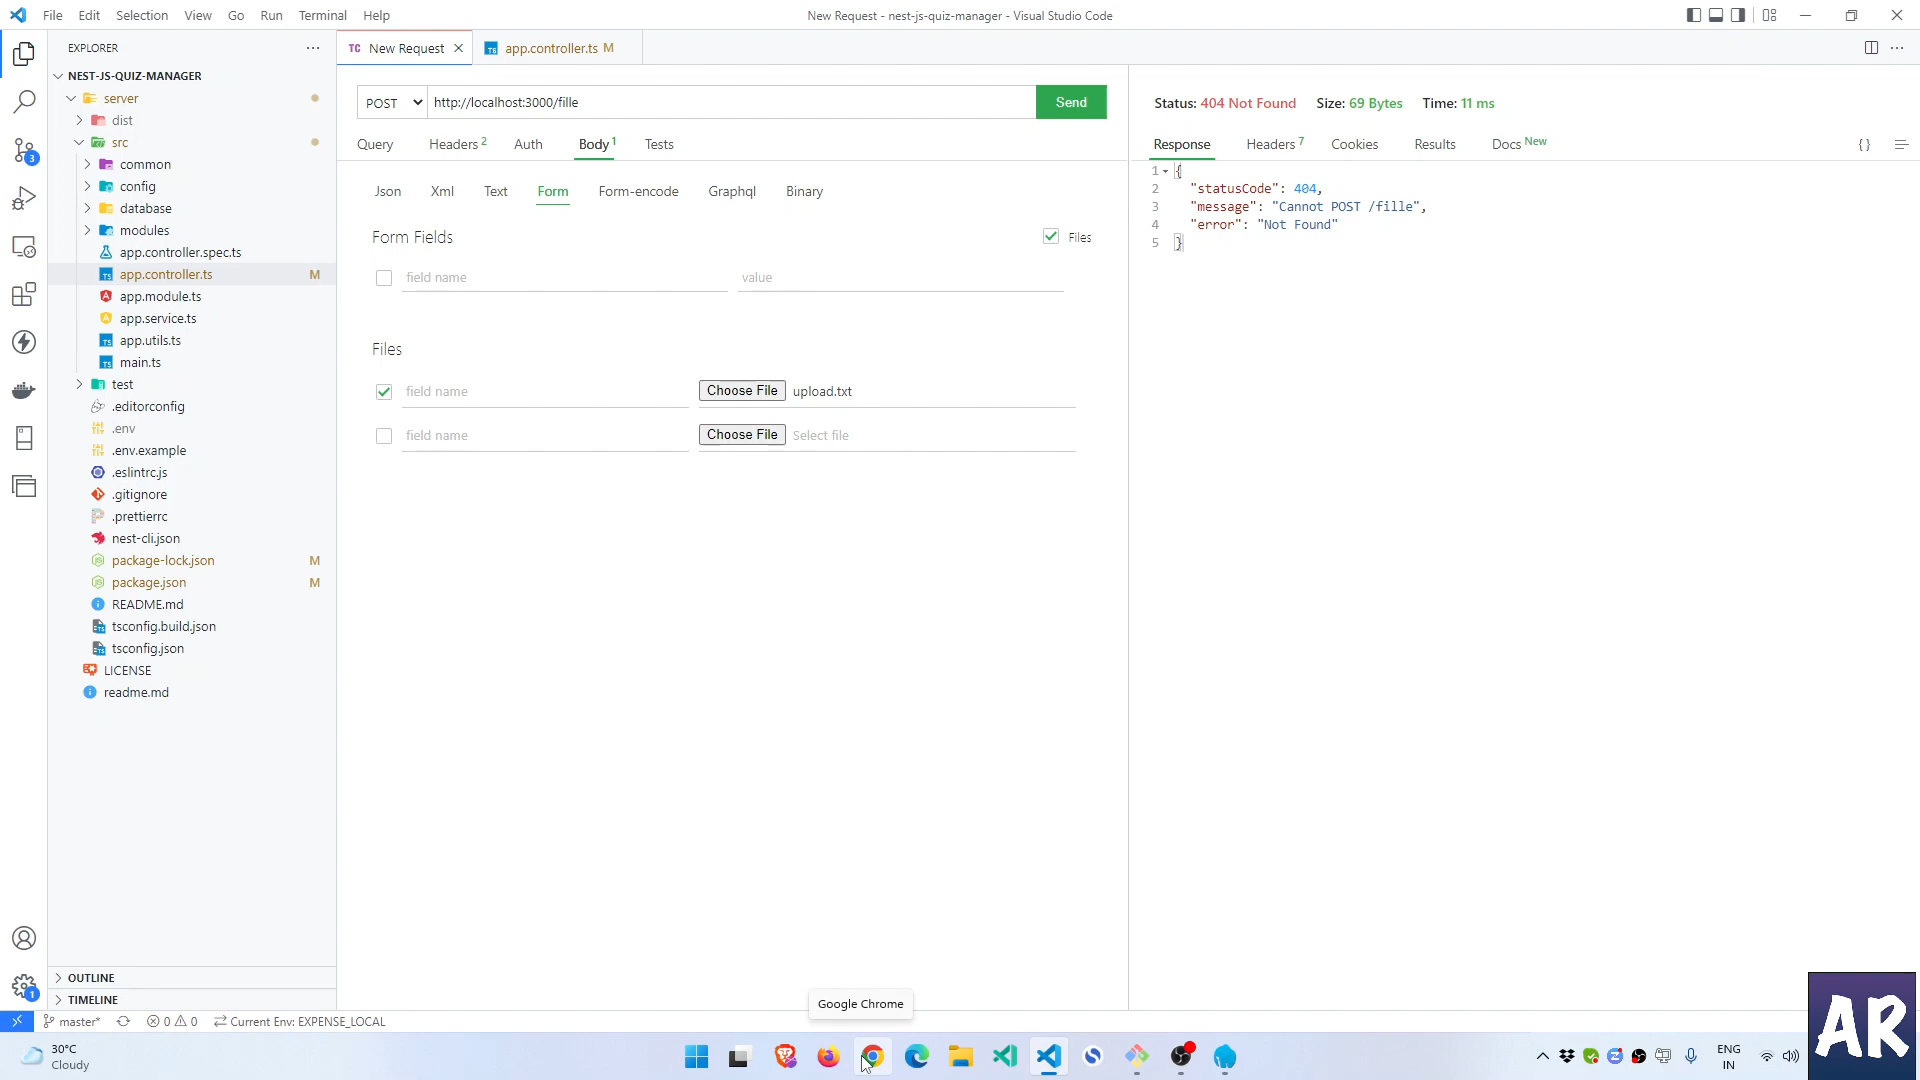 File Edit Selection View Go Run Terminal Help
New Request - nest-js-quiz-manager - Visual Studio Code
EXPLORER
NEST-JS-QUIZ-MANAGER
server
dist
src
common
config
database
modules
app.controller.spec.ts
TS app.controller.ts M
app.module.ts
app.service.ts
TS app.utils.ts
TS main.ts
test
.editorconfig
.env
.env.example
.eslintrc.js
.gitignore
.prettierrc
nest-cli.json
package-lock.json M
package.json M
README.md
tsconfig.build.json
tsconfig.json
LICENSE
readme.md
OUTLINE
TIMELINE
3
1
TC New Request
TS app.controller.ts M
POST http://localhost:3000/fille Send
Query Headers 2 Auth Body 1 Tests
Json Xml Text Form Form-encode Graphql Binary
Form Fields Files
field name value
Files
field name Choose File upload.txt
field name Choose File Select file
Status: 404 Not Found Size: 69 Bytes Time: 11 ms
Response Headers 7 Cookies Results Docs New {}
1 {
2 "statusCode": 404,
3 "message": "Cannot POST /fille",
4 "error": "Not Found"
5 }
Google Chrome
master* 0 0 Current Env: EXPENSE_LOCAL
30°C
Cloudy
ENG
IN
AR